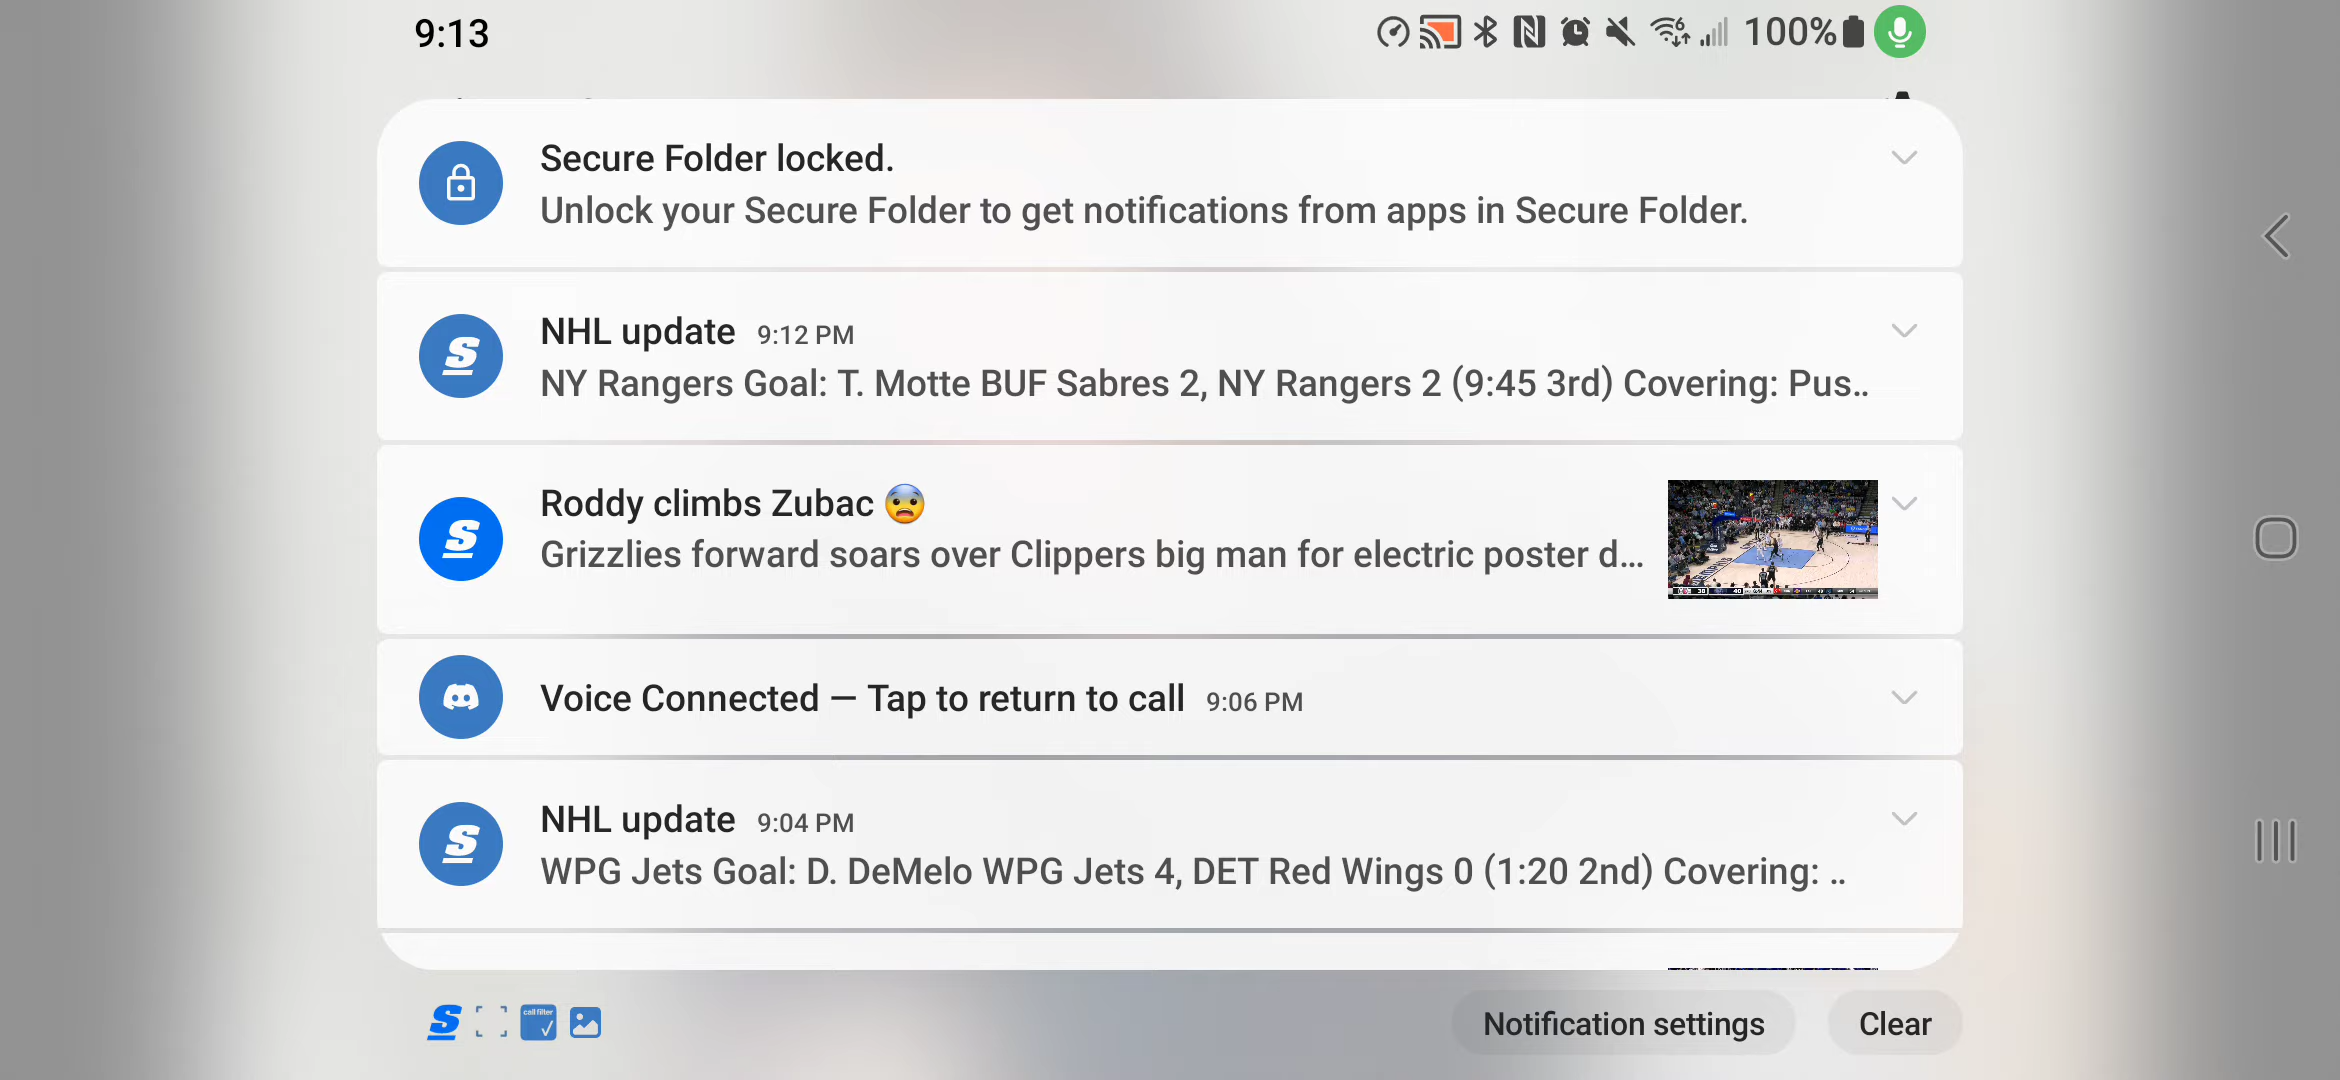 9:13
6
100%
Secure Folder locked.
Unlock your Secure Folder to get notifications from apps in Secure Folder.
NHL update 9:12 PM
NY Rangers Goal: T. Motte BUF Sabres 2, NY Rangers 2 (9:45 3rd) Covering: Pus..
Roddy climbs Zubac 😨
Grizzlies forward soars over Clippers big man for electric poster d...
Voice Connected — Tap to return to call 9:06 PM
NHL update 9:04 PM
WPG Jets Goal: D. DeMelo WPG Jets 4, DET Red Wings 0 (1:20 2nd) Covering: ..
call filter
Notification settings
Clear